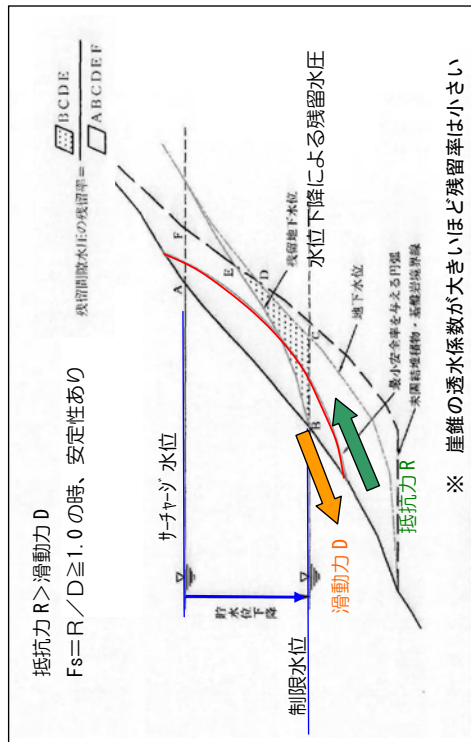 抵抗力R>滑動力D
Fs=R/D≧1.0の時、安定性あり
残留間隙水圧の残留率=
BCDE
ABCDEF
サーチャージ水位
貯水位下降
制限水位
A
F
E
D
C
B
残留地下水位
水位下降による残留水圧
地下水位
最小安全率を与える円弧
未固結堆積物・基盤岩境界線
滑動力D
抵抗力R
※ 崖錐の透水係数が大きいほど残留率は小さい